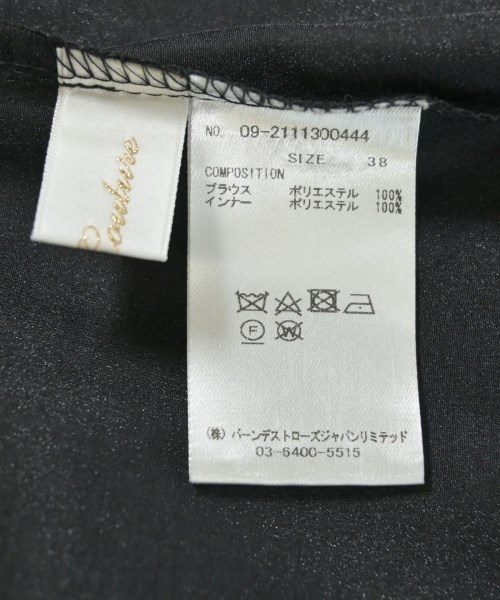 Couture
NO. 09-2111300444
SIZE 38
COMPOSITION
ブラウス ポリエステル 100%
インナー ポリエステル 100%
F
W
(株) バーンデストローズジャパンリミテッド
03-6400-5515